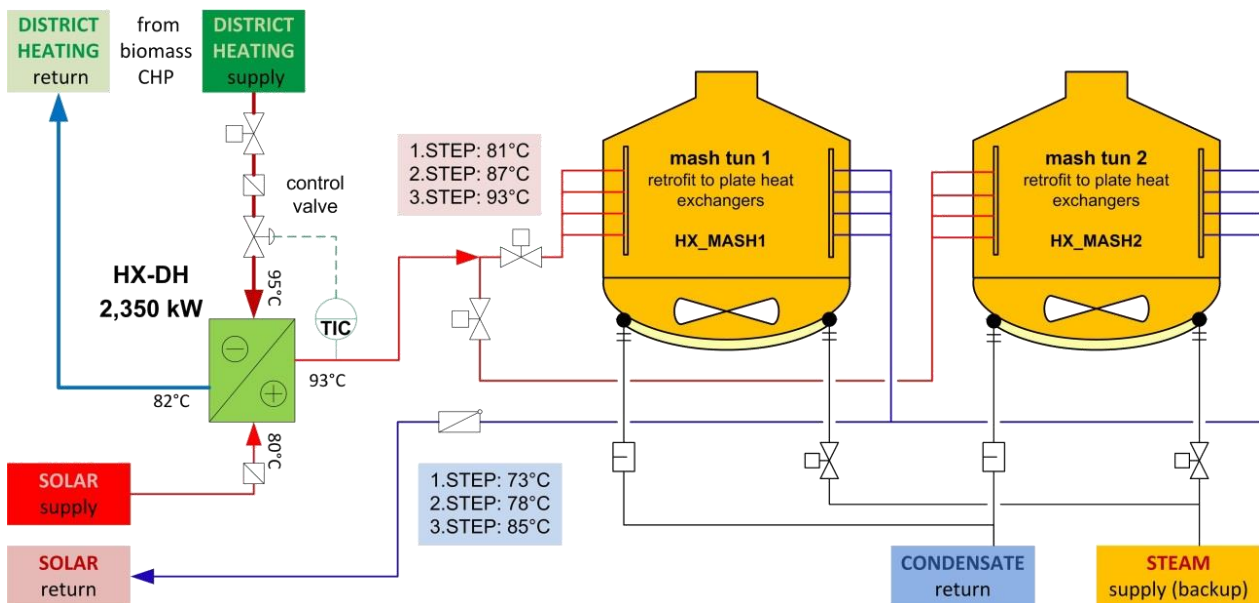 DISTRICT
HEATING
return
from
biomass
CHP
DISTRICT
HEATING
supply
control
valve
HX-DH
2,350 kW
95°C
TIC
93°C
82°C
80°C
1.STEP: 81°C
2.STEP: 87°C
3.STEP: 93°C
mash tun 1
retrofit to plate heat
exchangers
HX_MASH1
mash tun 2
retrofit to plate heat
exchangers
HX_MASH2
SOLAR
supply
SOLAR
return
1.STEP: 73°C
2.STEP: 78°C
3.STEP: 85°C
CONDENSATE
return
STEAM
supply (backup)